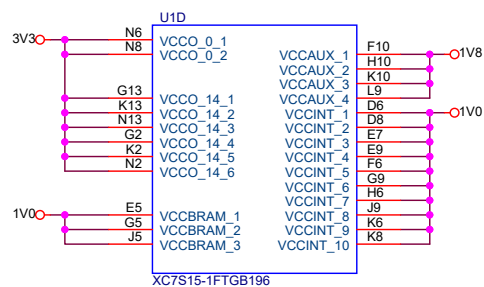 U1D
3V3
N6 VCCO_0_1
N8 VCCO_0_2
G13 VCCO_14_1
K13 VCCO_14_2
N13 VCCO_14_3
G2 VCCO_14_4
K2 VCCO_14_5
N2 VCCO_14_6
1V0
E5 VCCBRAM_1
G5 VCCBRAM_2
J5 VCCBRAM_3
VCCAUX_1 F10
1V8
VCCAUX_2 H10
VCCAUX_3 K10
VCCAUX_4 L9
VCCINT_1 D6
1V0
VCCINT_2 D8
VCCINT_3 E7
VCCINT_4 E9
VCCINT_5 F6
VCCINT_6 G9
VCCINT_7 H6
VCCINT_8 J9
VCCINT_9 K6
VCCINT_10 K8
XC7S15-1FTGB196